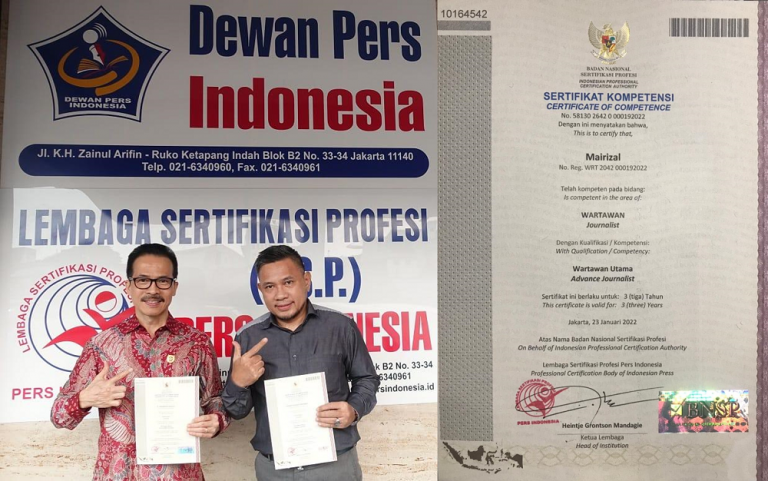 DEWAN PERS
INDONESIA
Dewan Pers
Indonesia
Jl. K.H. Zainul Arifin - Ruko Ketapang Indah Blok B2 No. 33-34 Jakarta 11140
Telp. 021-6340960, Fax. 021-6340961
LEMBAGA SERTIFIKASI PROFESI
LEMBAGA SERTIFIKASI PROFESI
PERS
ESIA
B2 No. 33-34
6340961
10164542
BADAN NASIONAL
SERTIFIKASI PROFESI
INDONESIAN PROFESSIONAL
CERTIFICATION AUTHORITY
SERTIFIKAT KOMPETENSI
CERTIFICATE OF COMPETENCE
No. 58130 2642 0 000192022
Dengan ini menyatakan bahwa,
This is to certify that,
Mairizal
No. Reg. WRT 2042 000192022
Telah kompeten pada bidang:
Is competent in the area of:
WARTAWAN
Journalist
Dengan Kualifikasi / Kompetensi:
With Qualification / Competency:
Wartawan Utama
Advance Journalist
Sertifikat ini berlaku untuk: 3 (tiga) Tahun
This certificate is valid for: 3 (three) Years
Jakarta, 23 Januari 2022
Atas Nama Badan Nasional Sertifikasi Profesi
On Behalf of Indonesian Professional Certification Authority
Lembaga Sertifikasi Profesi Pers Indonesia
Professional Certification Body of Indonesian Press
PERS INDONESIA
BNSP
Heintje Grontson Mandagie
Ketua Lembaga
Head of Institution